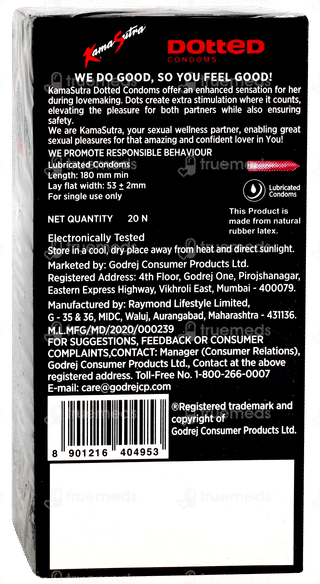 KamaSutra DOTTED
CONDOMS
WE DO GOOD, SO YOU FEEL GOOD!
KamaSutra Dotted Condoms offer an enhanced sensation for her
during lovemaking. Dots create extra stimulation where it counts,
elevating the pleasure for both partners while also ensuring
safety.
We are KamaSutra, your sexual wellness partner, enabling great
sexual pleasures for that amazing and confident lover in You!
WE PROMOTE RESPONSIBLE BEHAVIOUR
Lubricated Condoms
Length: 180 mm min
Lay flat width: 53 ± 2mm
For single use only
Lubricated
Condoms
NET QUANTITY 20 N
This Product is
made from natural
rubber latex.
Electronically Tested
Store in a cool, dry place away from heat and direct sunlight.
Marketed by: Godrej Consumer Products Ltd.
Registered Address: 4th Floor, Godrej One, Pirojshanagar,
Eastern Express Highway, Vikhroli East, Mumbai - 400079.
Manufactured by: Raymond Lifestyle Limited,
G - 35 & 36, MIDC, Waluj, Aurangabad, Maharashtra - 431136.
M.L.MFG/MD/2020/000239
FOR SUGGESTIONS, FEEDBACK OR CONSUMER
COMPLAINTS,CONTACT: Manager (Consumer Relations),
Godrej Consumer Products Ltd., Contact at the above
registered address. Toll-Free No. 1-800-266-0007
E-mail: care@godrejcp.com
®Registered trademark and
copyright of
Godrej Consumer Products Ltd.
8 901216 404953
truemeds